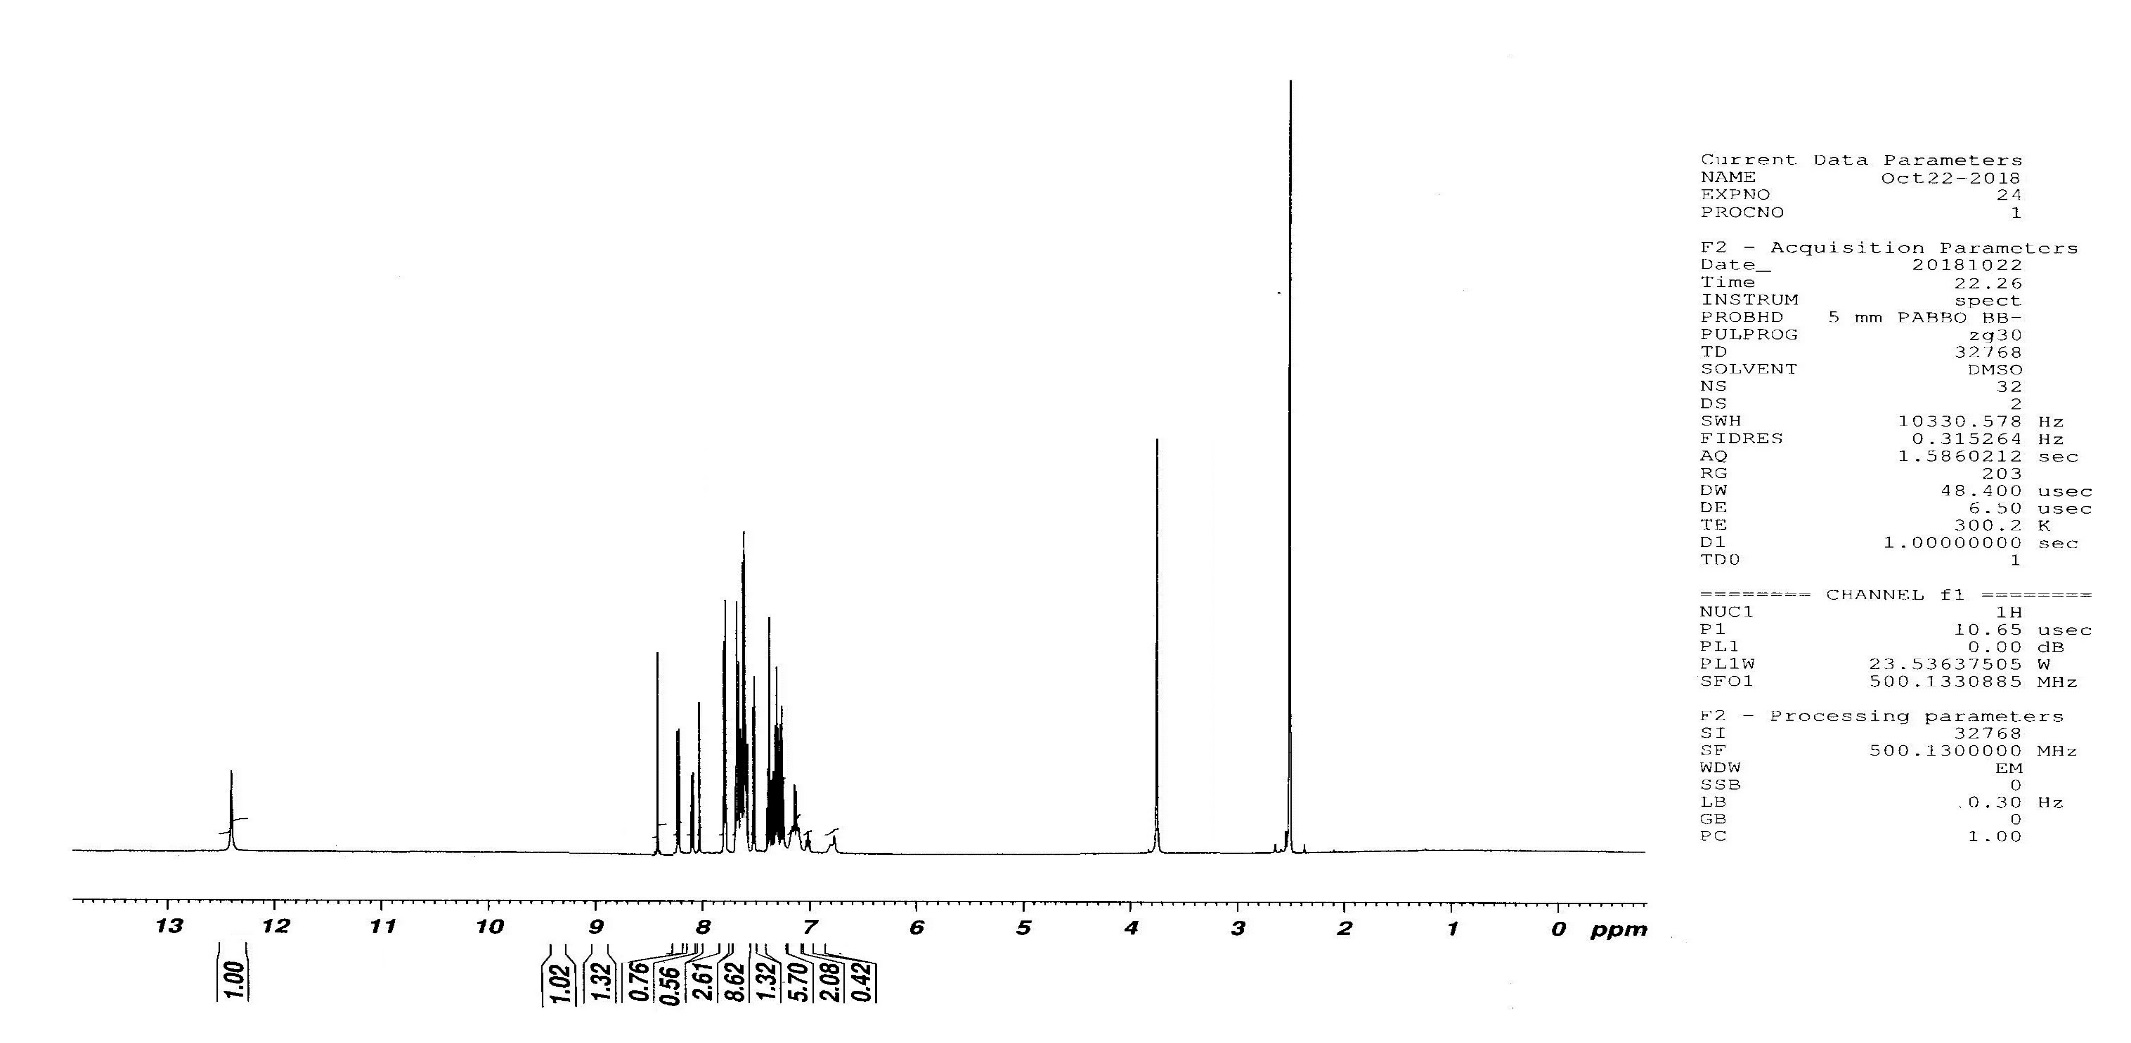 Current Data Parameters
NAME Oct22-2018
EXPNO 24
PROCNO 1
F2 - Acquisition Parameters
Date_ 20181022
Time 22.26
INSTRUM spect
PROBHD 5 mm PABBO BB-
PULPROG zg30
TD 32768
SOLVENT DMSO
NS 32
DS 2
SWH 10330.578 Hz
FIDRES 0.315264 Hz
AQ 1.5860212 sec
RG 203
DW 48.400 usec
DE 6.50 usec
TE 300.2 K
D1 1.00000000 sec
TD0 1
======== CHANNEL f1 ========
NUC1 1H
P1 10.65 usec
PL1 0.00 dB
PL1W 23.53637505 W
SFO1 500.1330885 MHz
F2 - Processing parameters
SI 32768
SF 500.1300000 MHz
WDW EM
SSB 0
LB 0.30 Hz
GB 0
PC 1.00
13 12 11 10 9 8 7 6 5 4 3 2 1 0 ppm
1.00 1.02 1.32 0.76 0.56 2.61 8.62 1.32 5.70 2.08 0.42